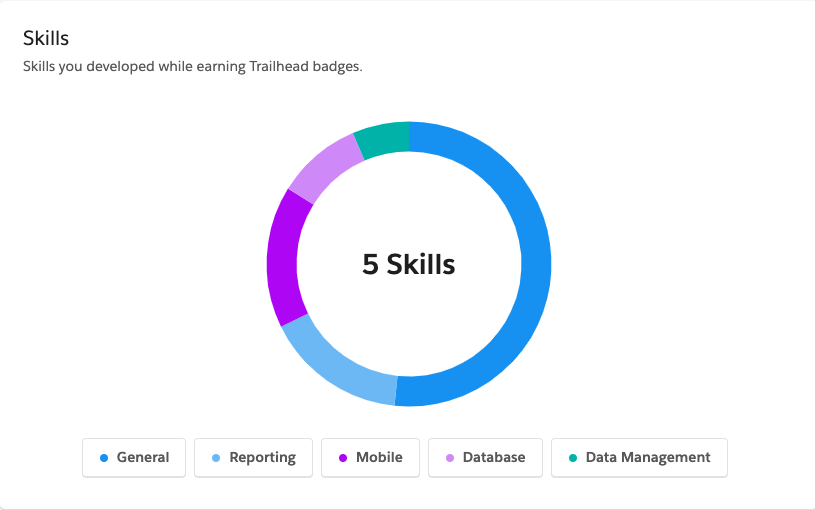 Skills
Skills you developed while earning Trailhead badges.
5 Skills
General Reporting Mobile Database Data Management